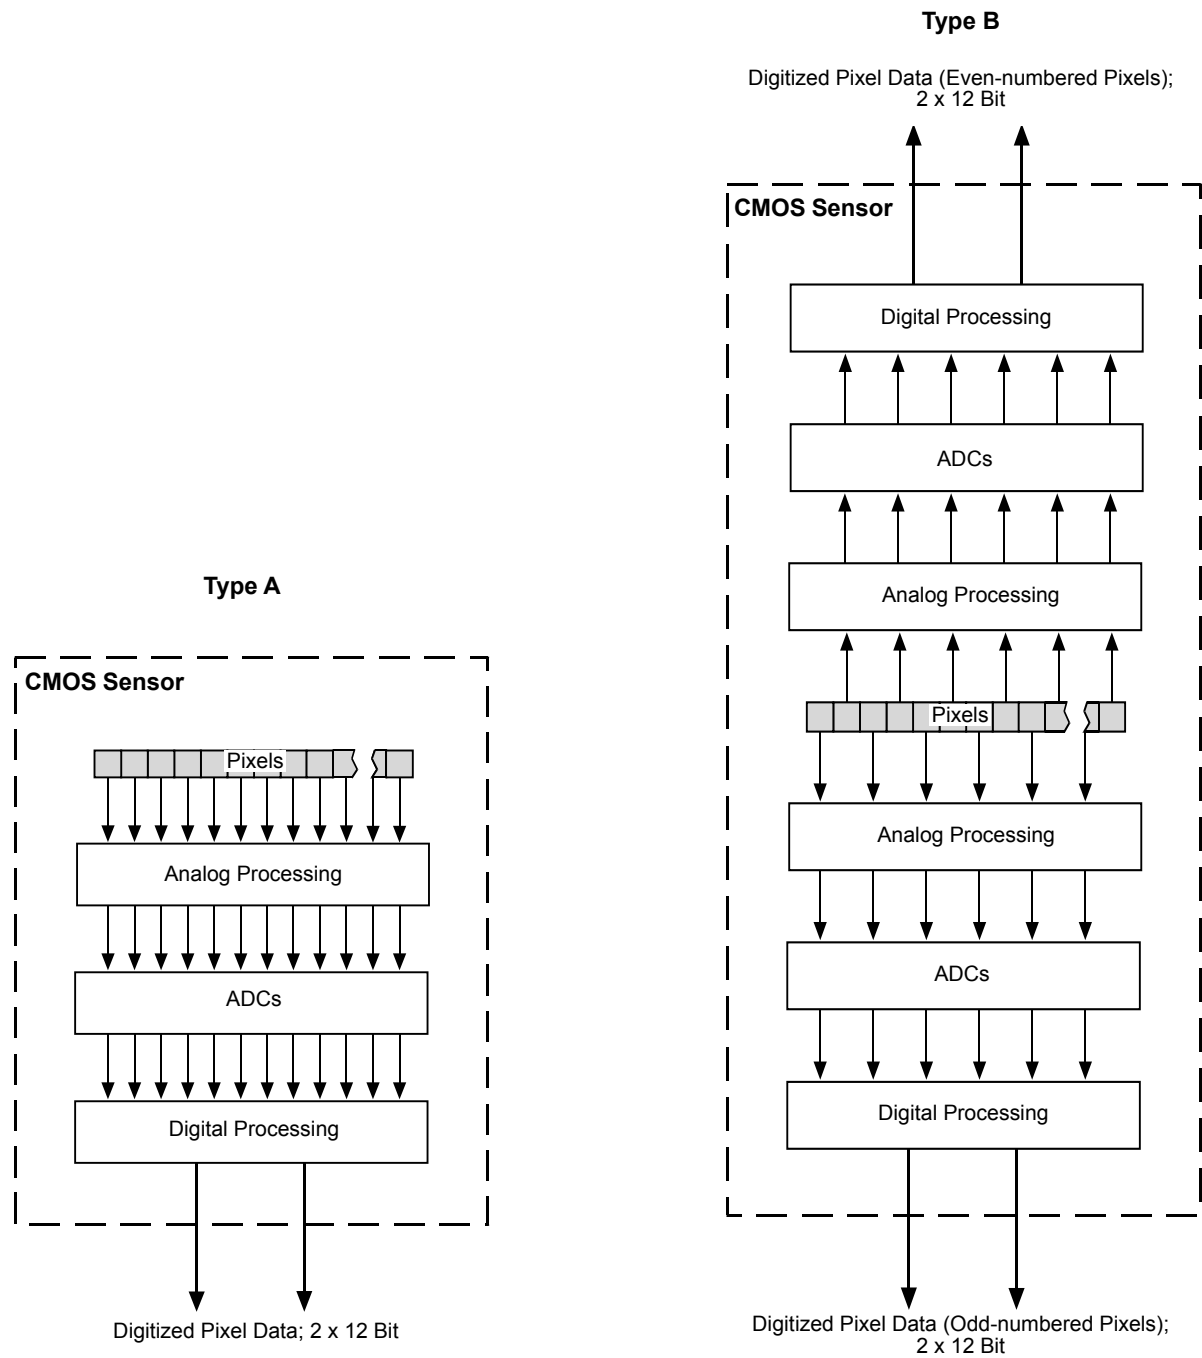 Type B
Digitized Pixel Data (Even-numbered Pixels);
2 x 12 Bit
CMOS Sensor
Digital Processing
ADCs
Analog Processing
Pixels
Analog Processing
ADCs
Digital Processing
Digitized Pixel Data (Odd-numbered Pixels);
2 x 12 Bit
Type A
CMOS Sensor
Pixels
Analog Processing
ADCs
Digital Processing
Digitized Pixel Data; 2 x 12 Bit